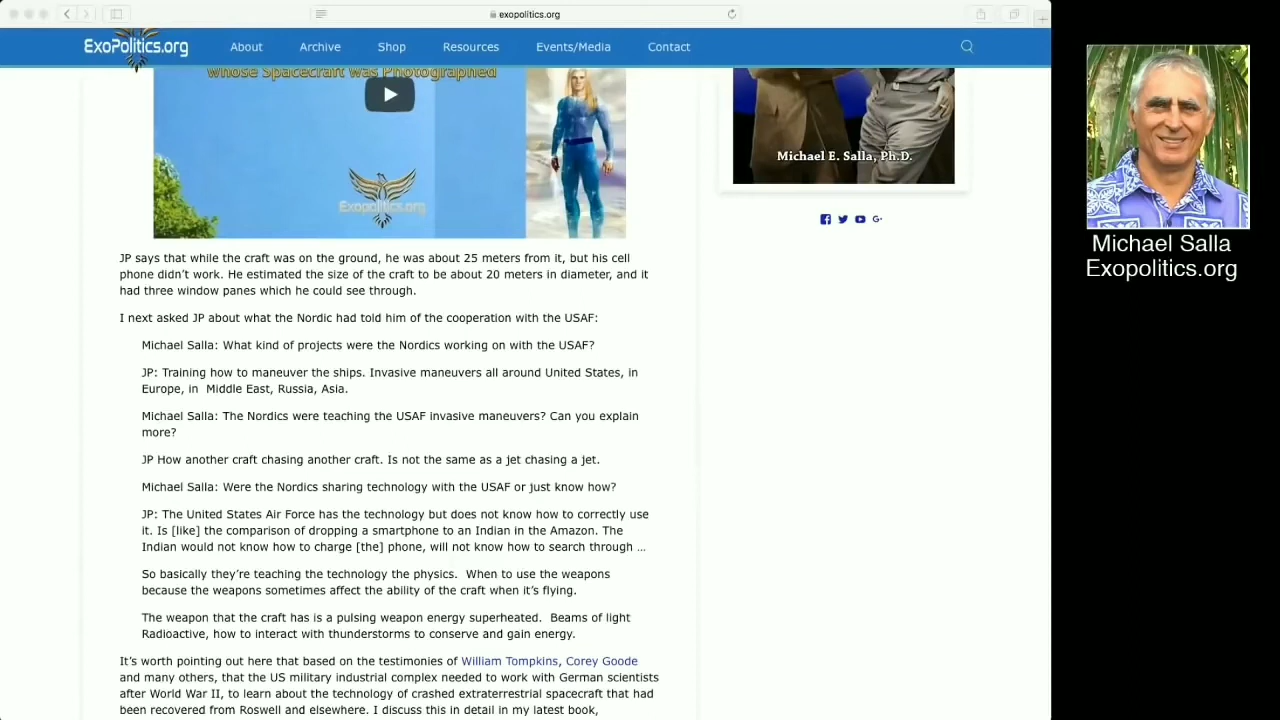 exopolitics.org
ExoPolitics.org
About
Archive
Shop
Resources
Events/Media
Contact
whose Spacecraft was Photographed
Exopolitics.org
Michael E. Salla, Ph.D.
JP says that while the craft was on the ground, he was about 25 meters from it, but his cell
phone didn't work. He estimated the size of the craft to be about 20 meters in diameter, and it
had three window panes which he could see through.
I next asked JP about what the Nordic had told him of the cooperation with the USAF:
Michael Salla: What kind of projects were the Nordics working on with the USAF?
JP: Training how to maneuver the ships. Invasive maneuvers all around United States, in
Europe, in Middle East, Russia, Asia.
Michael Salla: The Nordics were teaching the USAF invasive maneuvers? Can you explain
more?
JP How another craft chasing another craft. Is not the same as a jet chasing a jet.
Michael Salla: Were the Nordics sharing technology with the USAF or just know how?
JP: The United States Air Force has the technology but does not know how to correctly use
it. Is [like] the comparison of dropping a smartphone to an Indian in the Amazon. The
Indian would not know how to charge [the] phone, will not know how to search through …
So basically they're teaching the technology the physics. When to use the weapons
because the weapons sometimes affect the ability of the craft when it's flying.
The weapon that the craft has is a pulsing weapon energy superheated. Beams of light
Radioactive, how to interact with thunderstorms to conserve and gain energy.
It's worth pointing out here that based on the testimonies of William Tompkins, Corey Goode
and many others, that the US military industrial complex needed to work with German scientists
after World War II, to learn about the technology of crashed extraterrestrial spacecraft that had
been recovered from Roswell and elsewhere. I discuss this in detail in my latest book,
Michael Salla
Exopolitics.org